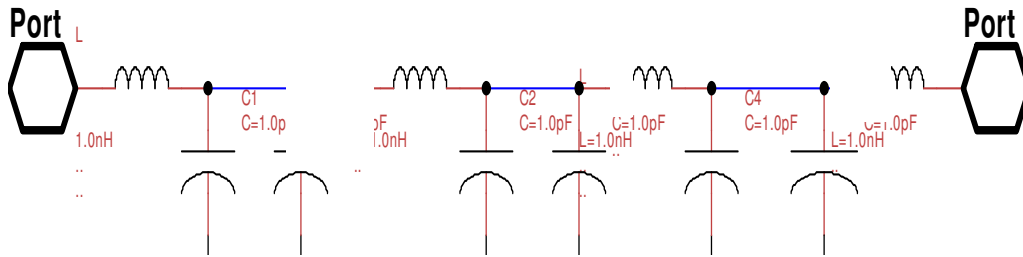 Port
Port
L
C1
C=1.0p
1.0nH
..
..
pF
1.0nH
..
C2
C=1.0pF
L
C=1.0pF
L=1.0nH
..
..
C4
C=1.0pF
C=1.0pF
L=1.0nH
..